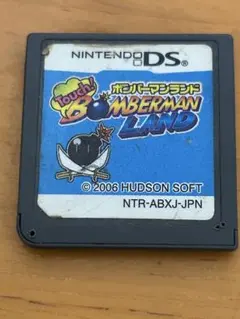 NINTENDO DS
ボンバーマンランド
Touch!
BOMBERMAN
LAND
© 2006 HUDSON SOFT
NTR-ABXJ-JPN